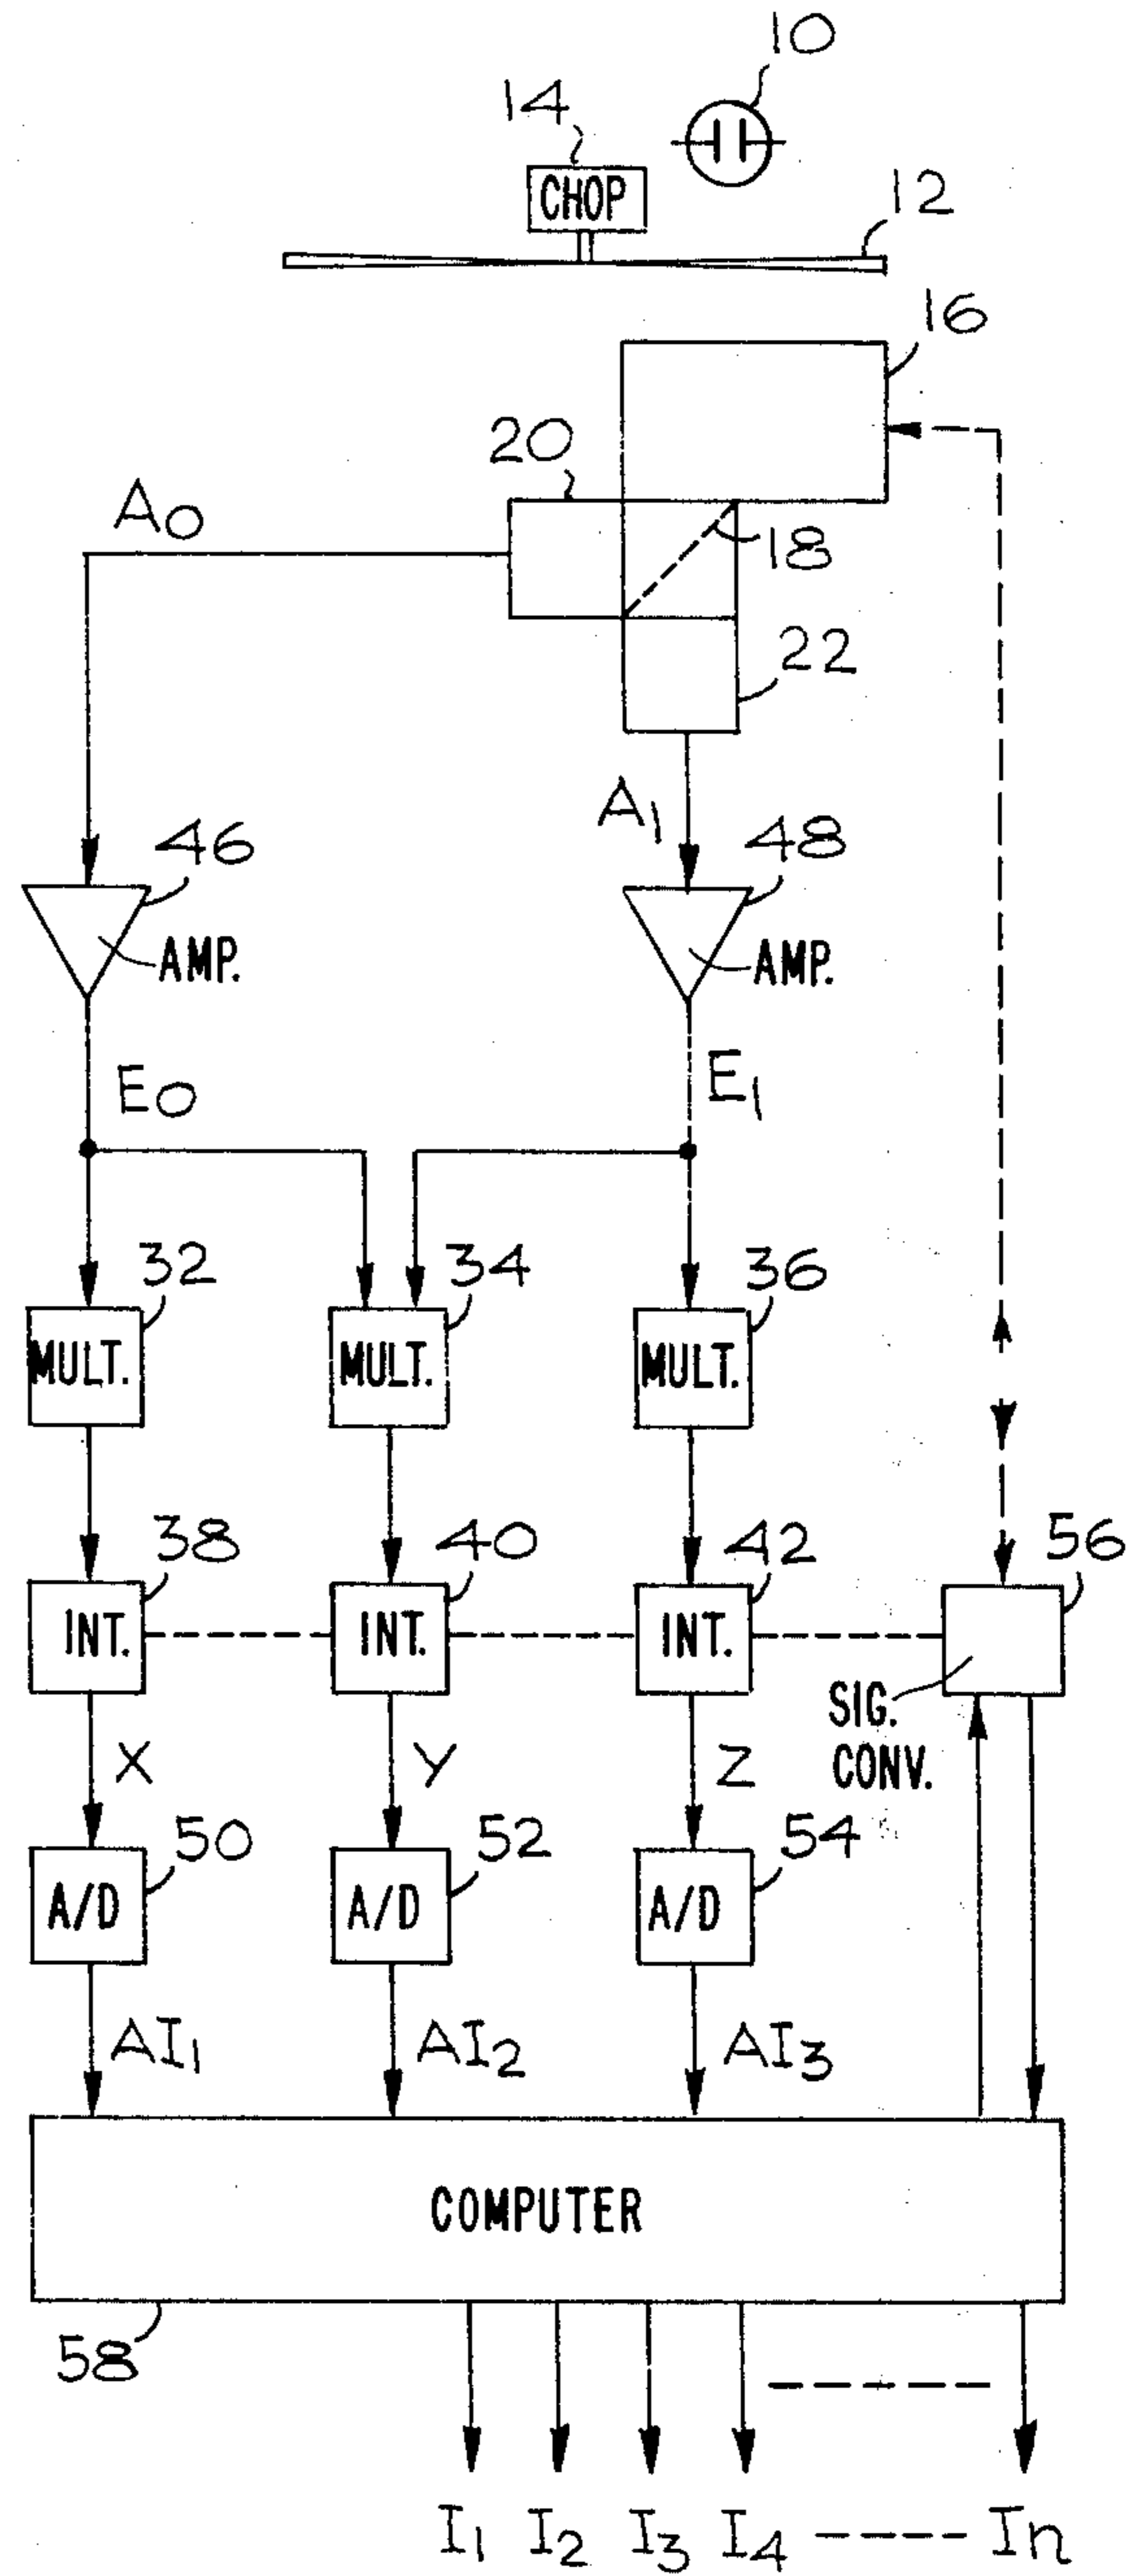 10
14
CHOP
12
16
20
A0
18
22
A1
46
48
AMP.
AMP.
E0
E1
32
34
36
MULT.
MULT.
MULT.
38
40
42
56
INT.
INT.
INT.
SIG.
CONV.
X
Y
Z
50
52
54
A/D
A/D
A/D
AI1
AI2
AI3
COMPUTER
58
I1 I2 I3 I4 ----- In